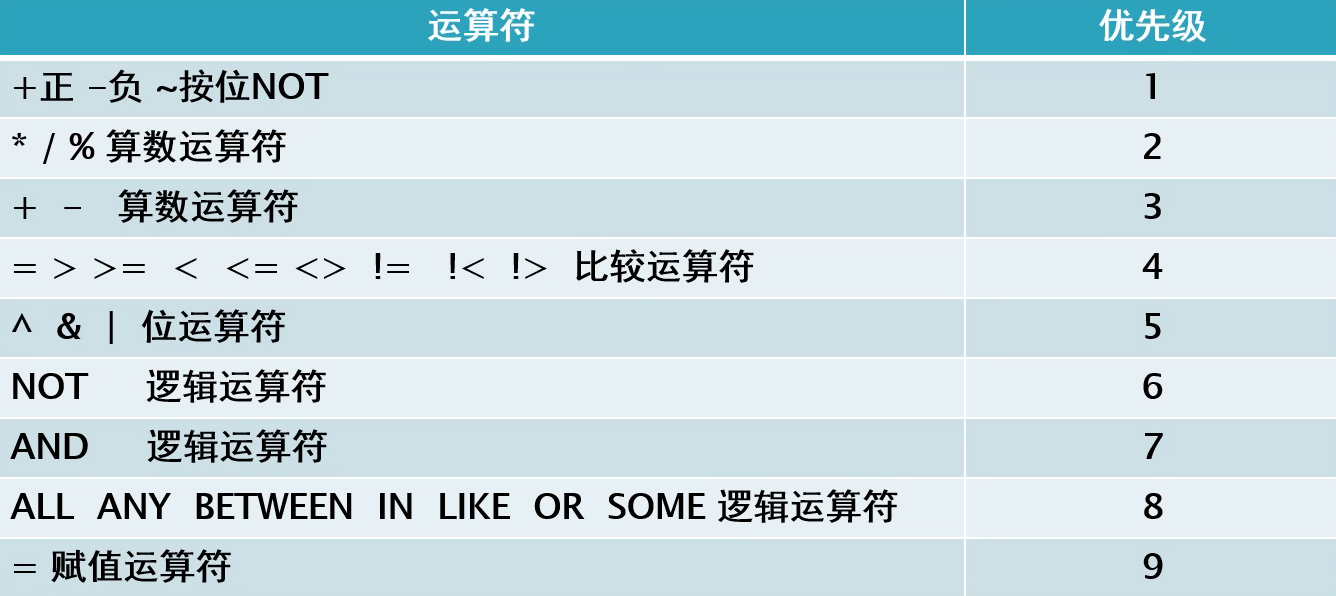 运算符 优先级
+正 -负 ~按位NOT 1
* / % 算数运算符 2
+ - 算数运算符 3
= > >= < <= <> != !< !> 比较运算符 4
^ & | 位运算符 5
NOT 逻辑运算符 6
AND 逻辑运算符 7
ALL ANY BETWEEN IN LIKE OR SOME 逻辑运算符 8
= 赋值运算符 9